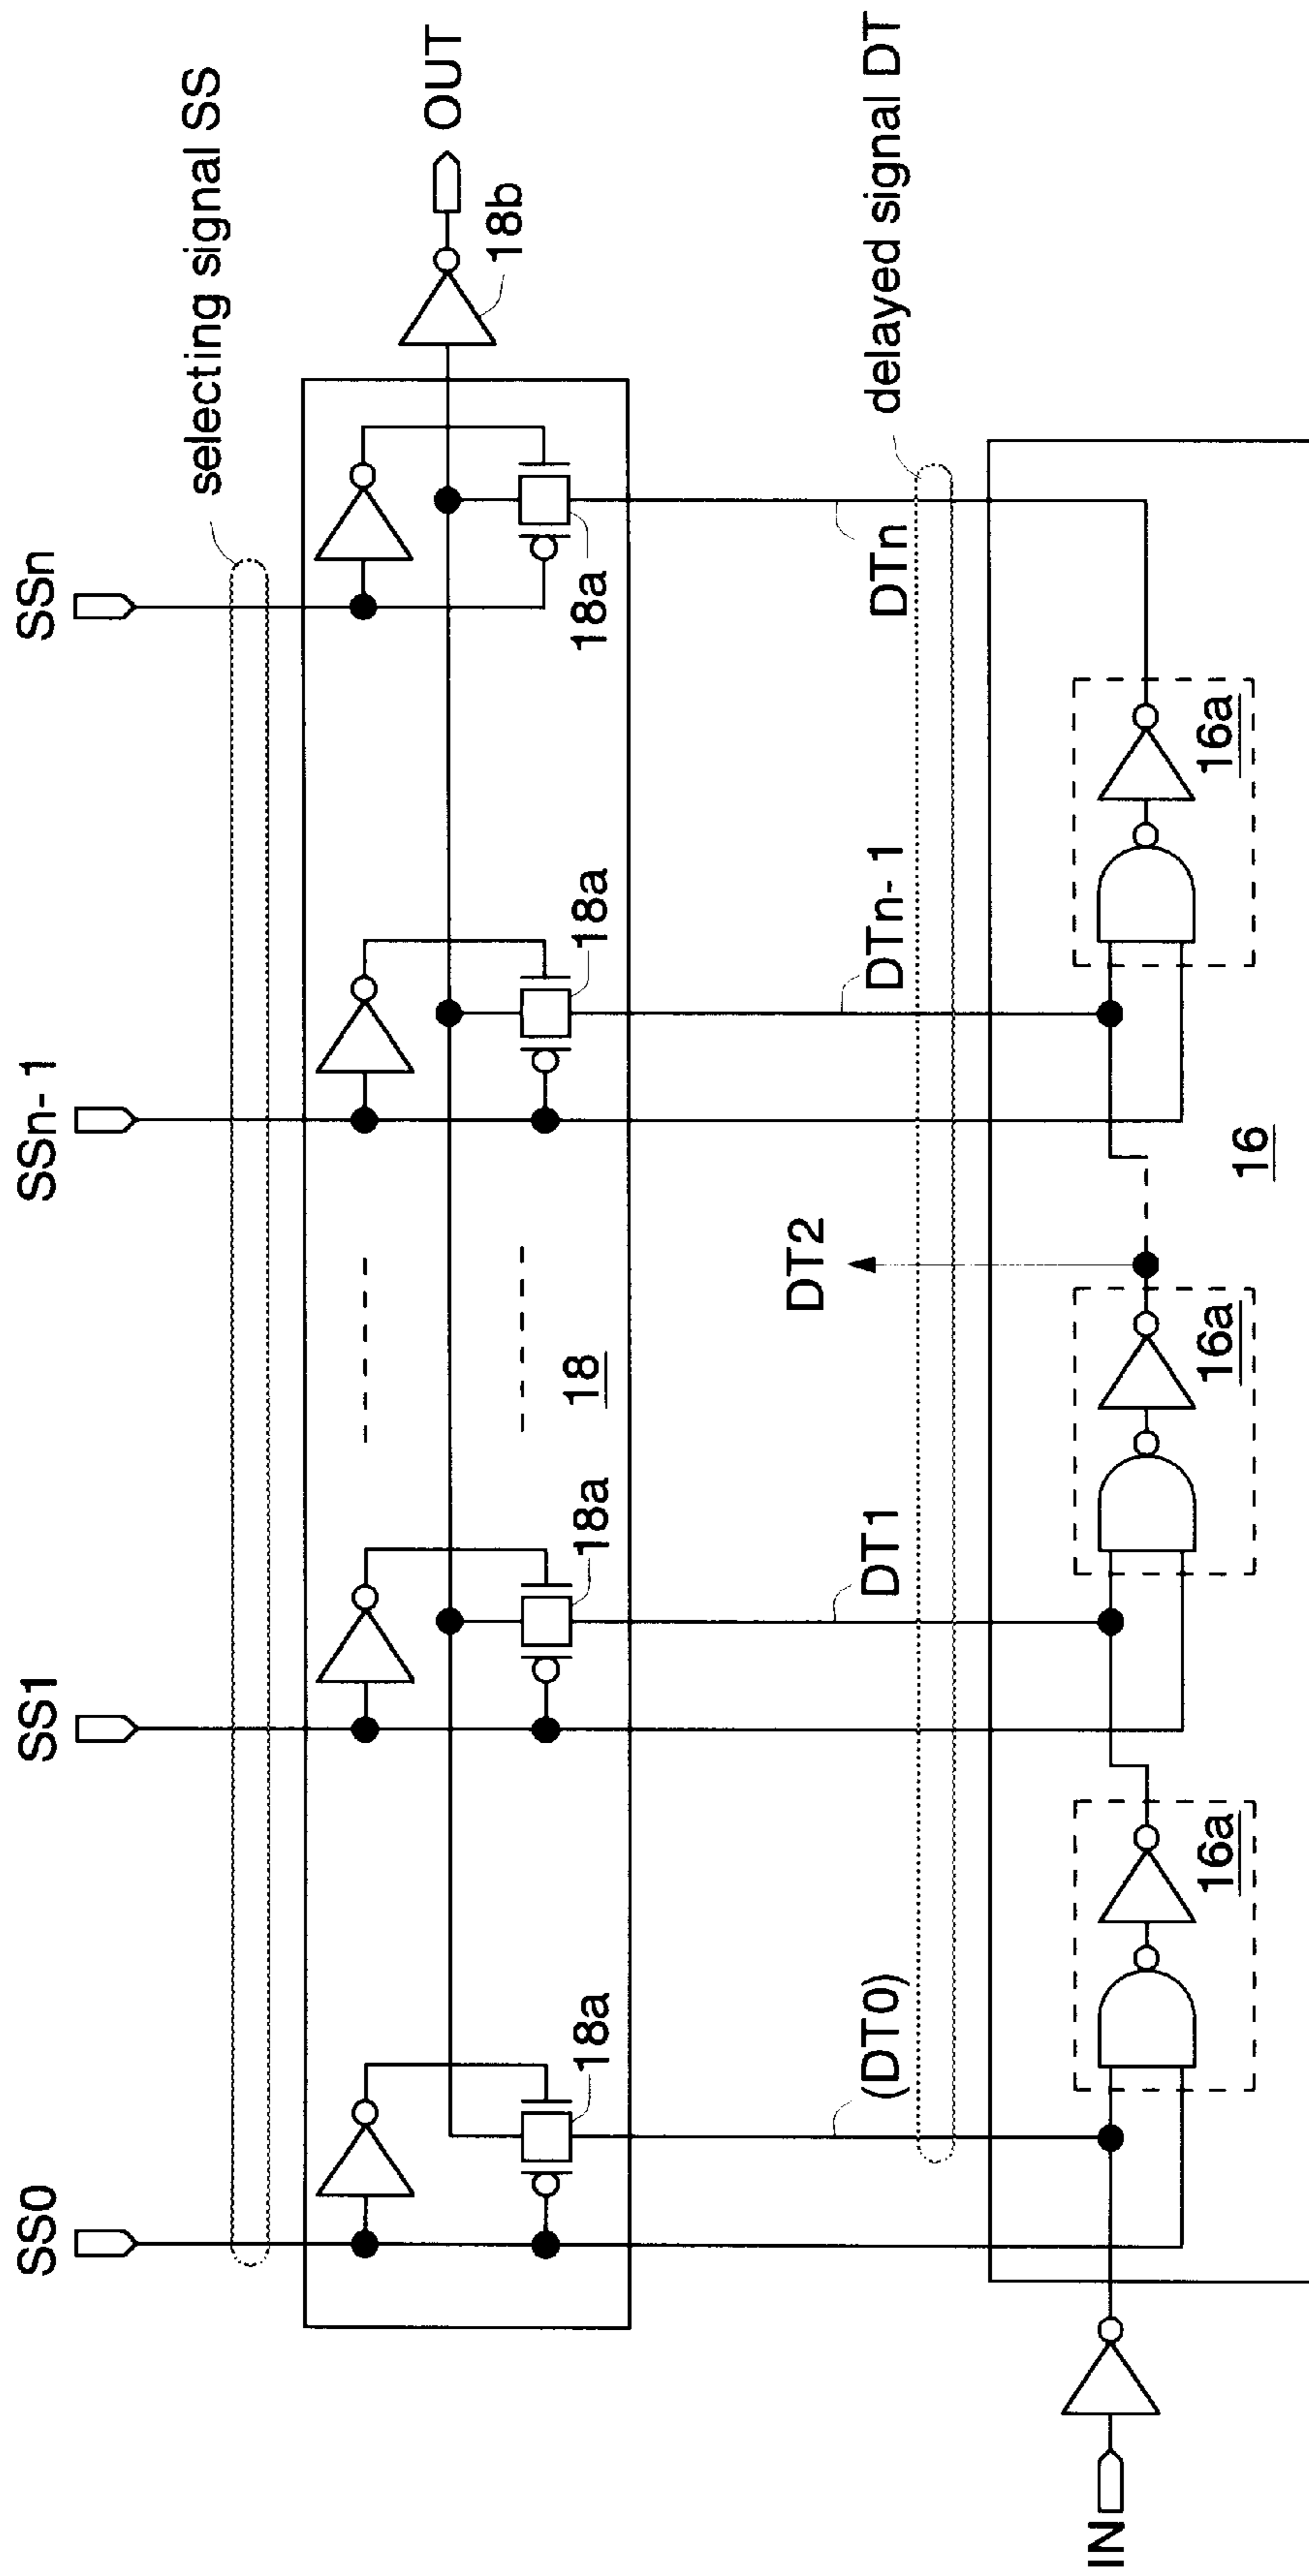 SS0
SS1
SSn-1
SSn
selecting signal SS
OUT
18b
18a
18a
18
18a
18a
(DT0)
DT1
DT2
DTn-1
DTn
delayed signal DT
IN
16a
16a
16
16a